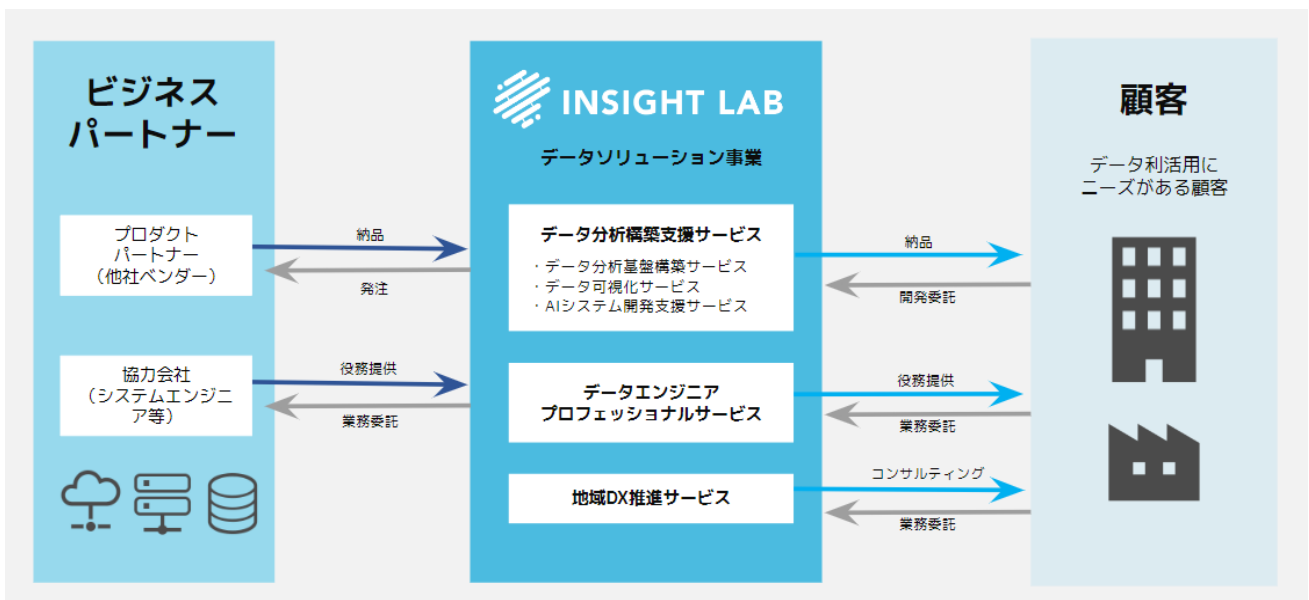 ビジネス
パートナー
プロダクト
パートナー
（他社ベンダー）
協力会社
（システムエンジニ
ア等）
納品
発注
役務提供
業務委託
INSIGHT LAB
データソリューション事業
データ分析構築支援サービス
・データ分析基盤構築サービス
・データ可視化サービス
・AIシステム開発支援サービス
データエンジニア
プロフェッショナルサービス
地域DX推進サービス
納品
開発委託
役務提供
業務委託
コンサルティング
業務委託
顧客
データ利活用に
ニーズがある顧客